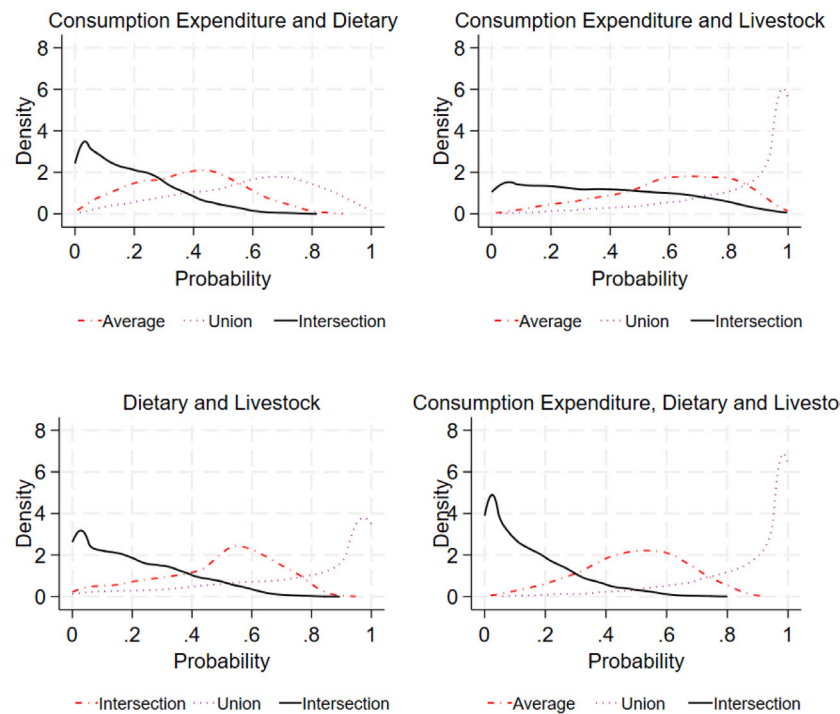 Consumption Expenditure and Dietary
8
6
4
2
0
Density
0 .2 .4 .6 .8 1
Probability
Average Union Intersection
Consumption Expenditure and Livestock
8
6
4
2
0
Density
0 .2 .4 .6 .8 1
Probability
Average Union Intersection
Dietary and Livestock
8
6
4
2
0
Density
0 .2 .4 .6 .8 1
Probability
Intersection Union Intersection
Consumption Expenditure, Dietary and Livesto
8
6
4
2
0
Density
0 .2 .4 .6 .8 1
Probability
Average Union Intersection